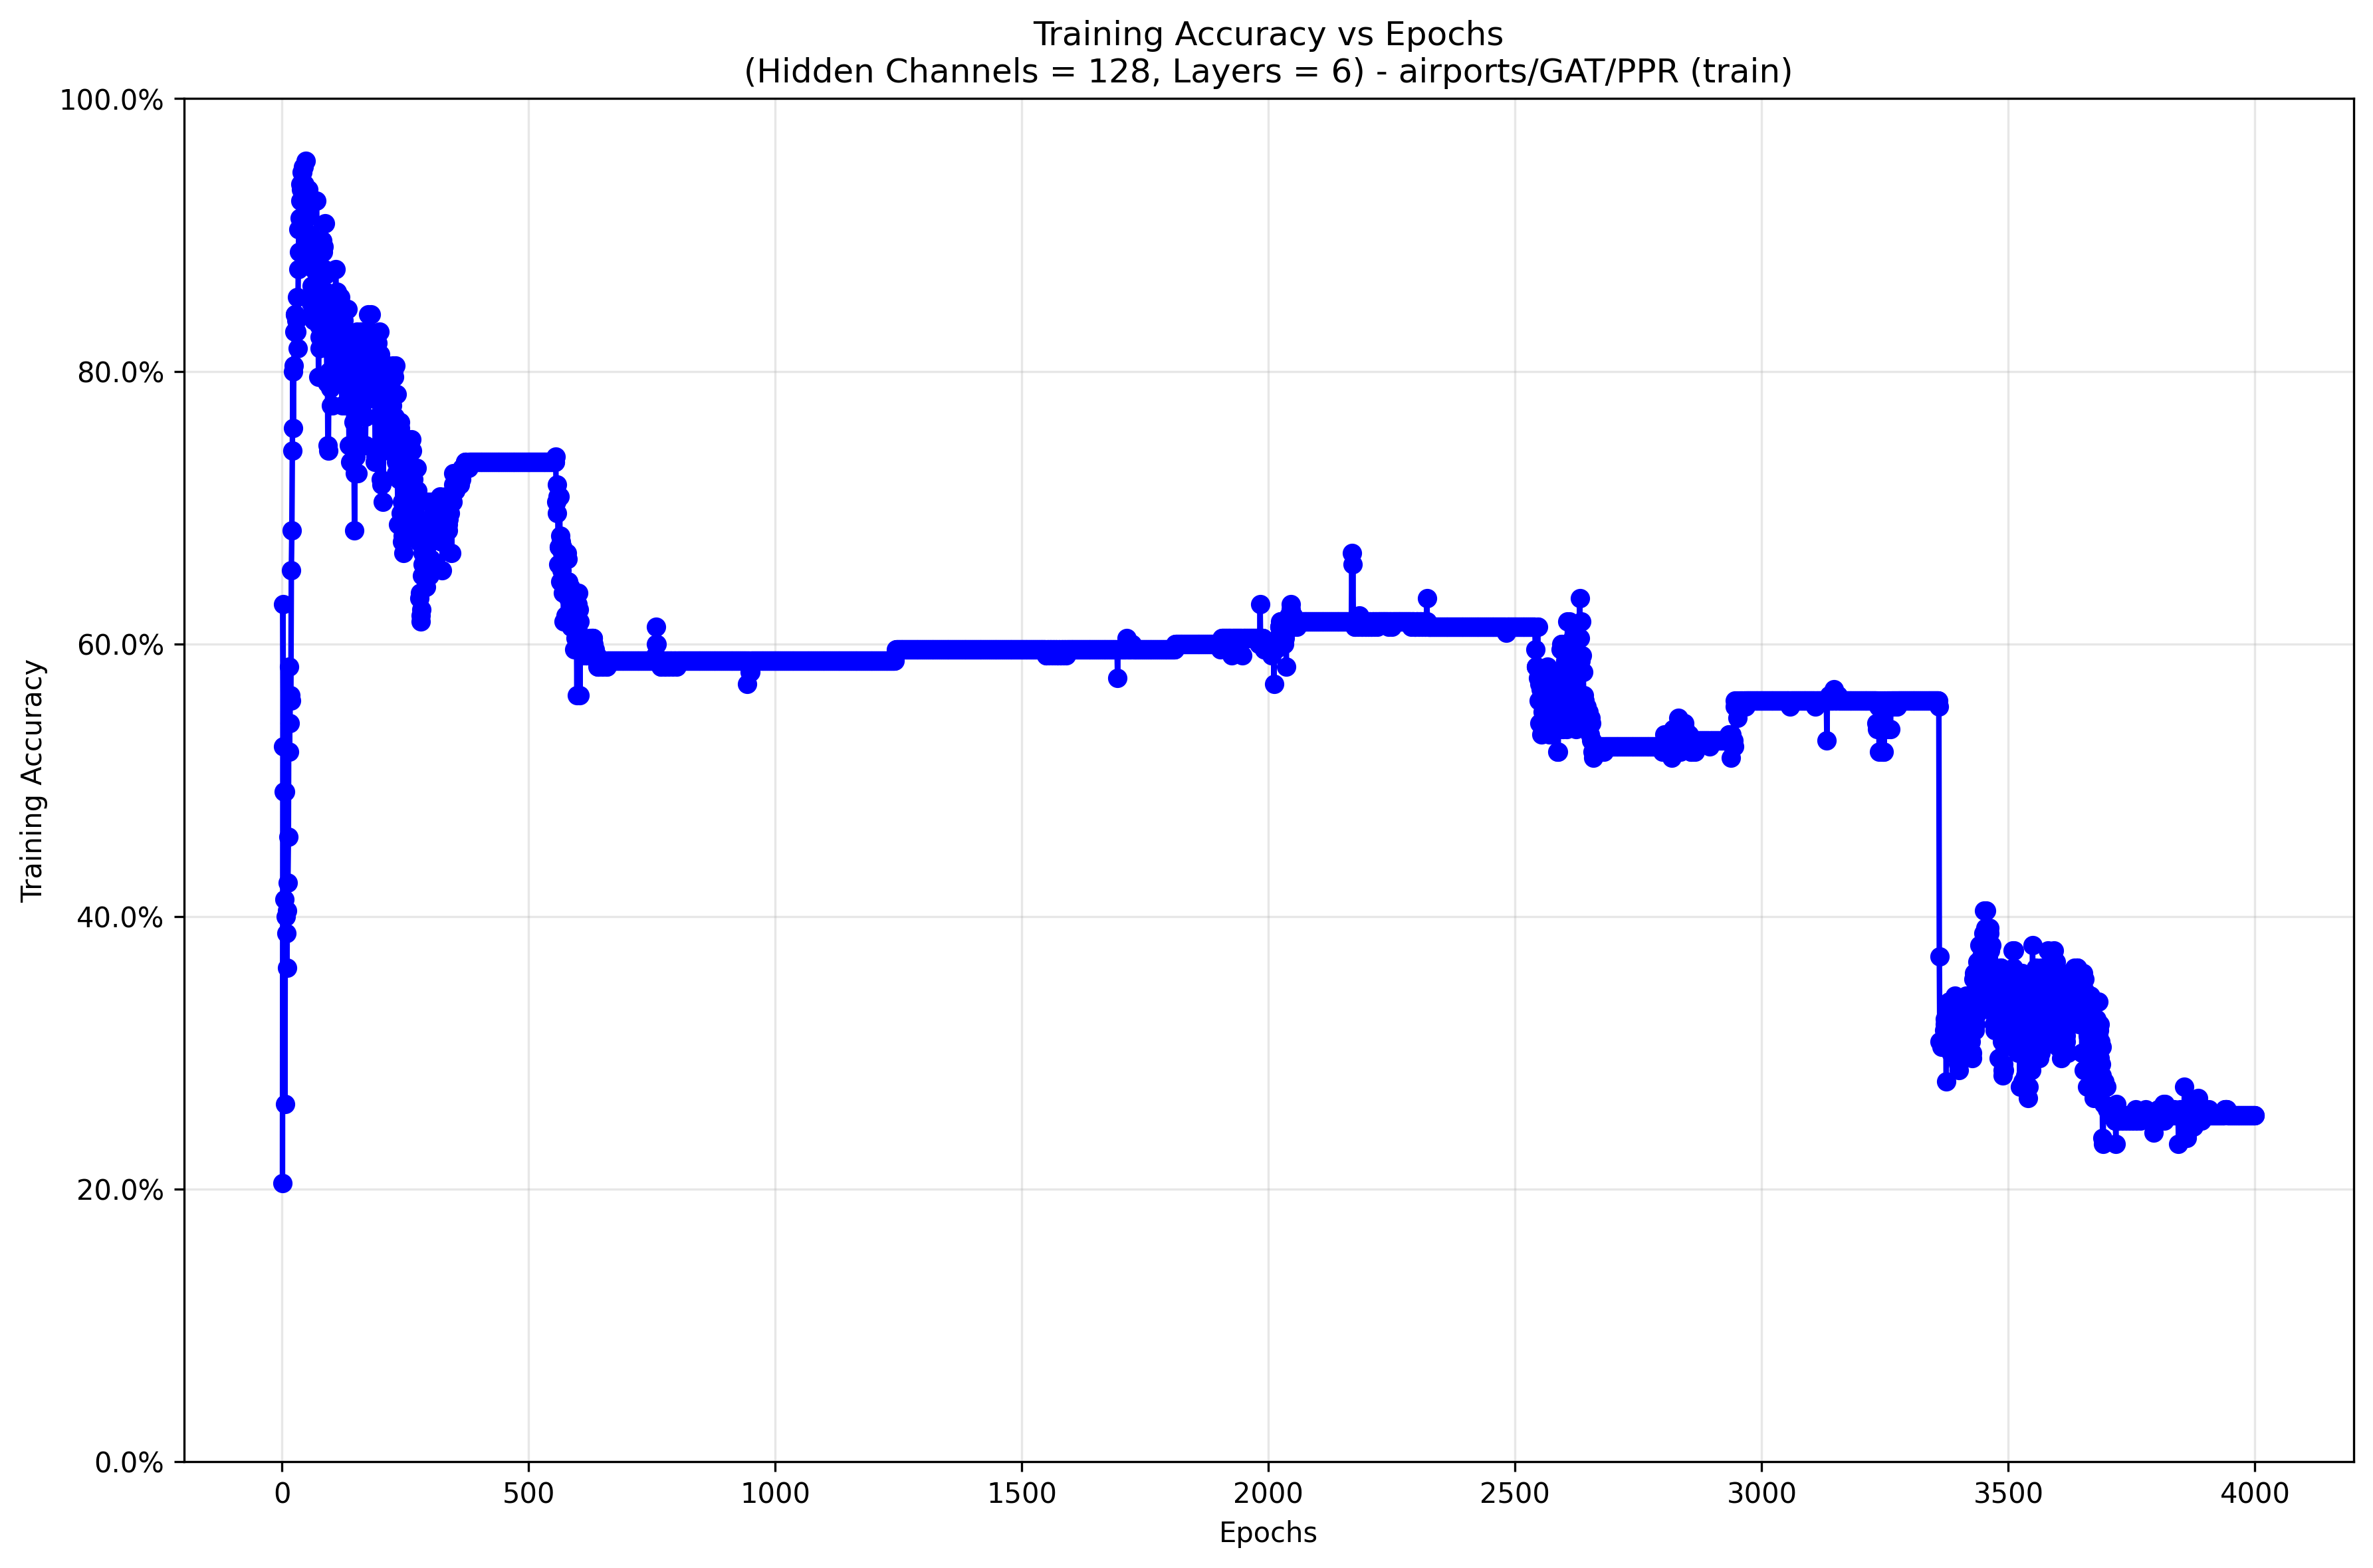 Training Accuracy vs Epochs
(Hidden Channels = 128, Layers = 6) - airports/GAT/PPR (train)
100.0%
80.0%
60.0%
40.0%
20.0%
0.0%
Training Accuracy
0 500 1000 1500 2000 2500 3000 3500 4000
Epochs